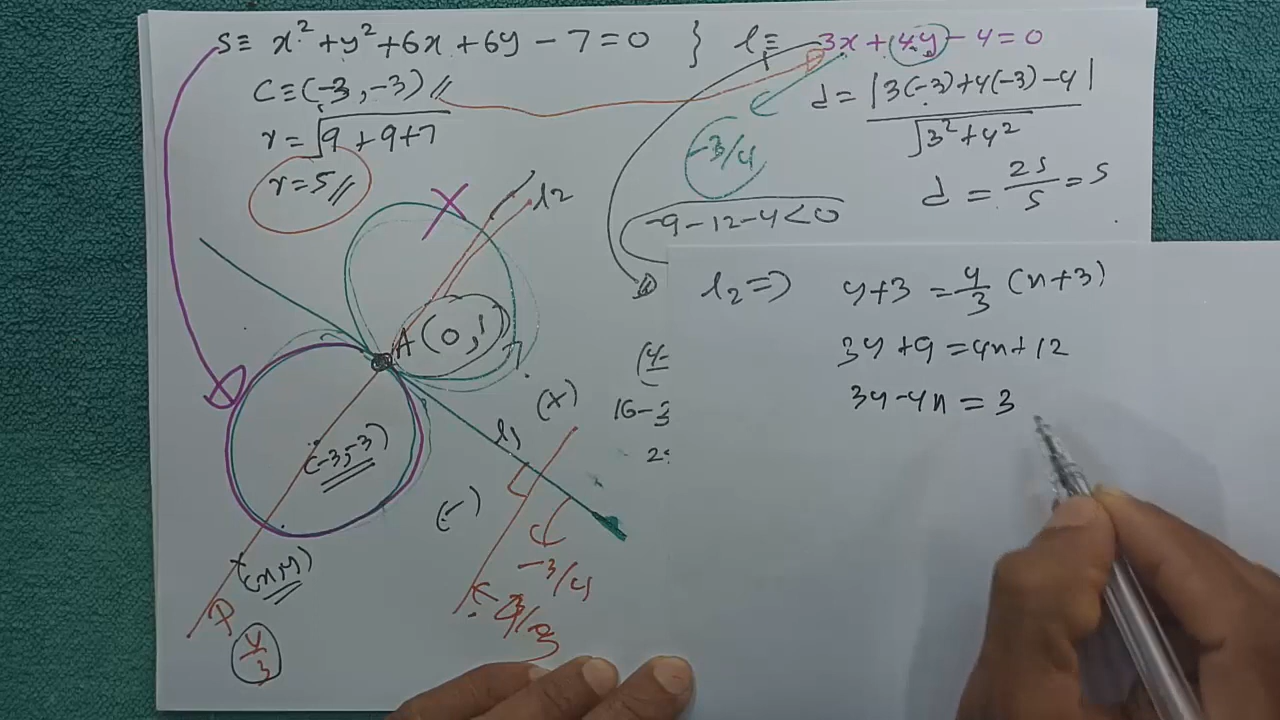 S≡ x²+y²+6x+6y-7=0 } l≡ 3x+4y-4=0
C≡(-3,-3)
r=√9+9+7
r=5
d=|3(-3)+4(-3)-4| / √3²+4²
d = 25/5 = 5
-3/4
-9-12-4<0
l2
A(0,1)
(-3,-3)
(x,y)
P
4/3
l1
(x)
(-)
-3/4
16-3
l2⇒ y+3 = 4/3 (x+3)
3y+9=4x+12
3y-4x=3